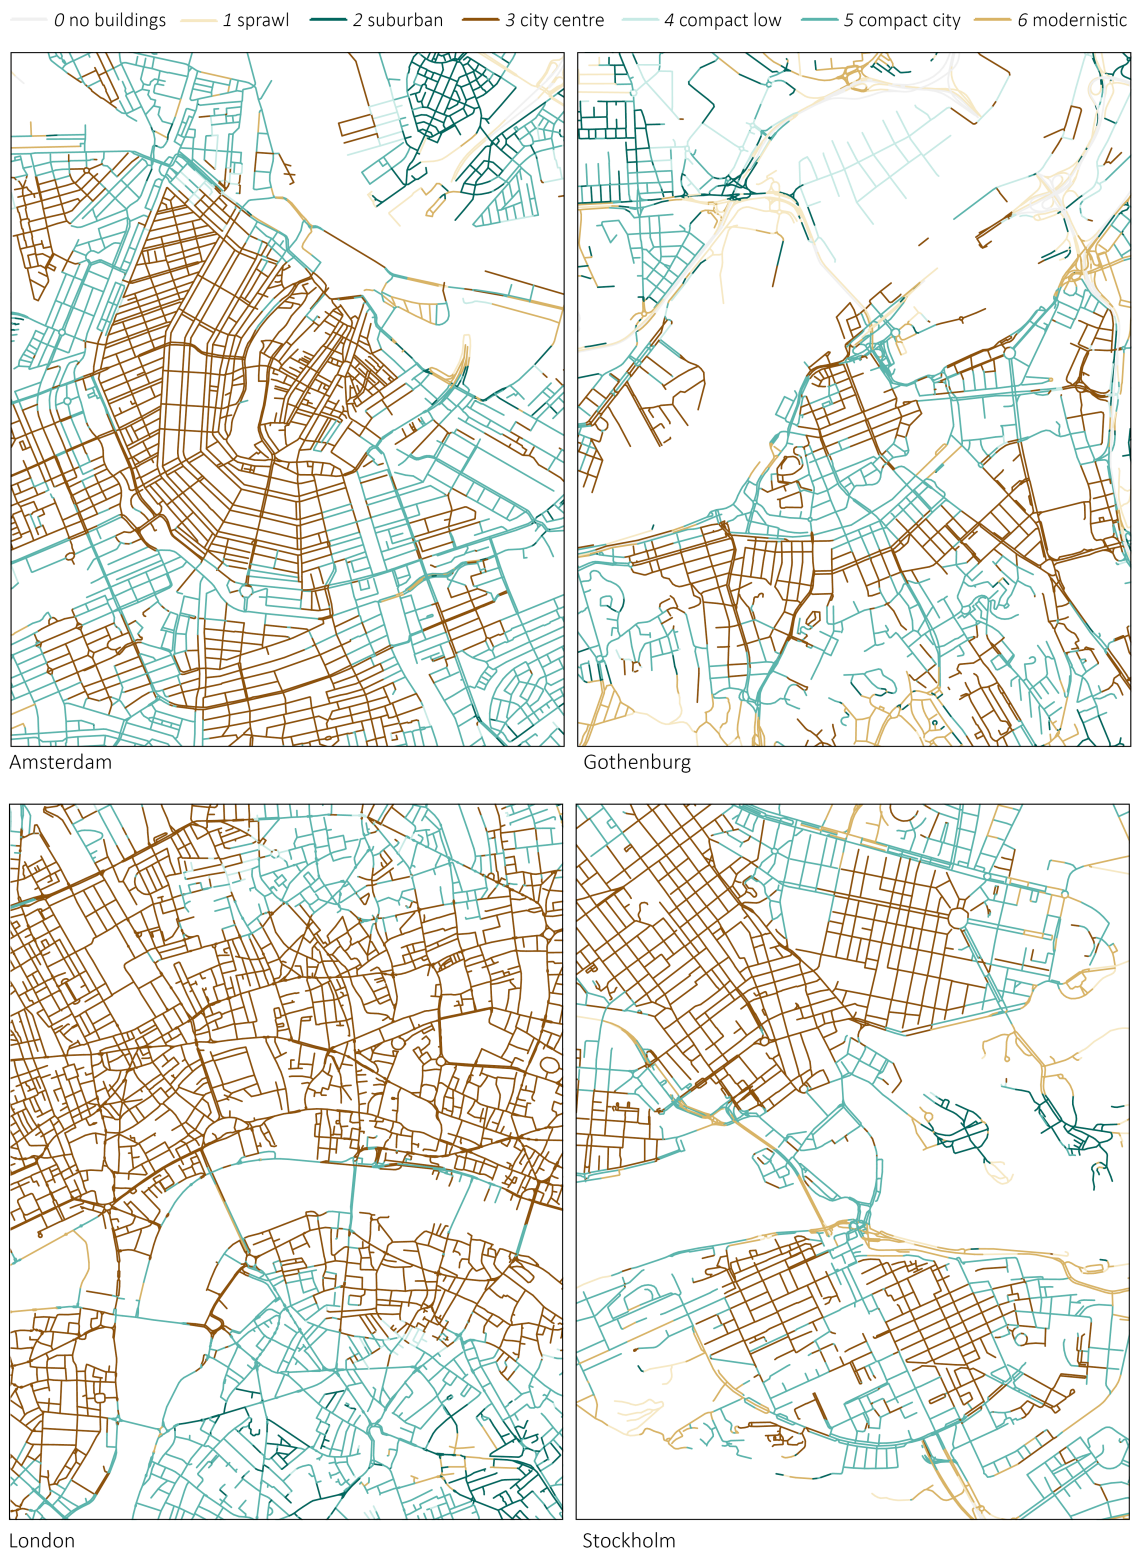 0 no buildings 1 sprawl 2 suburban 3 city centre 4 compact low 5 compact city 6 modernistic
Amsterdam
Gothenburg
London
Stockholm